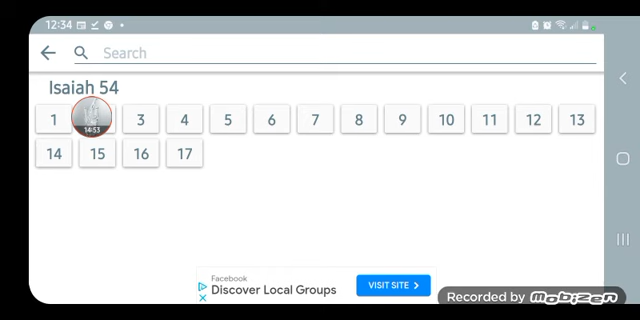 12:34
Search
Isaiah 54
1 3 4 5 6 7 8 9 10 11 12 13
14:53
14 15 16 17
Facebook
Discover Local Groups
VISIT SITE
Recorded by Mobizen